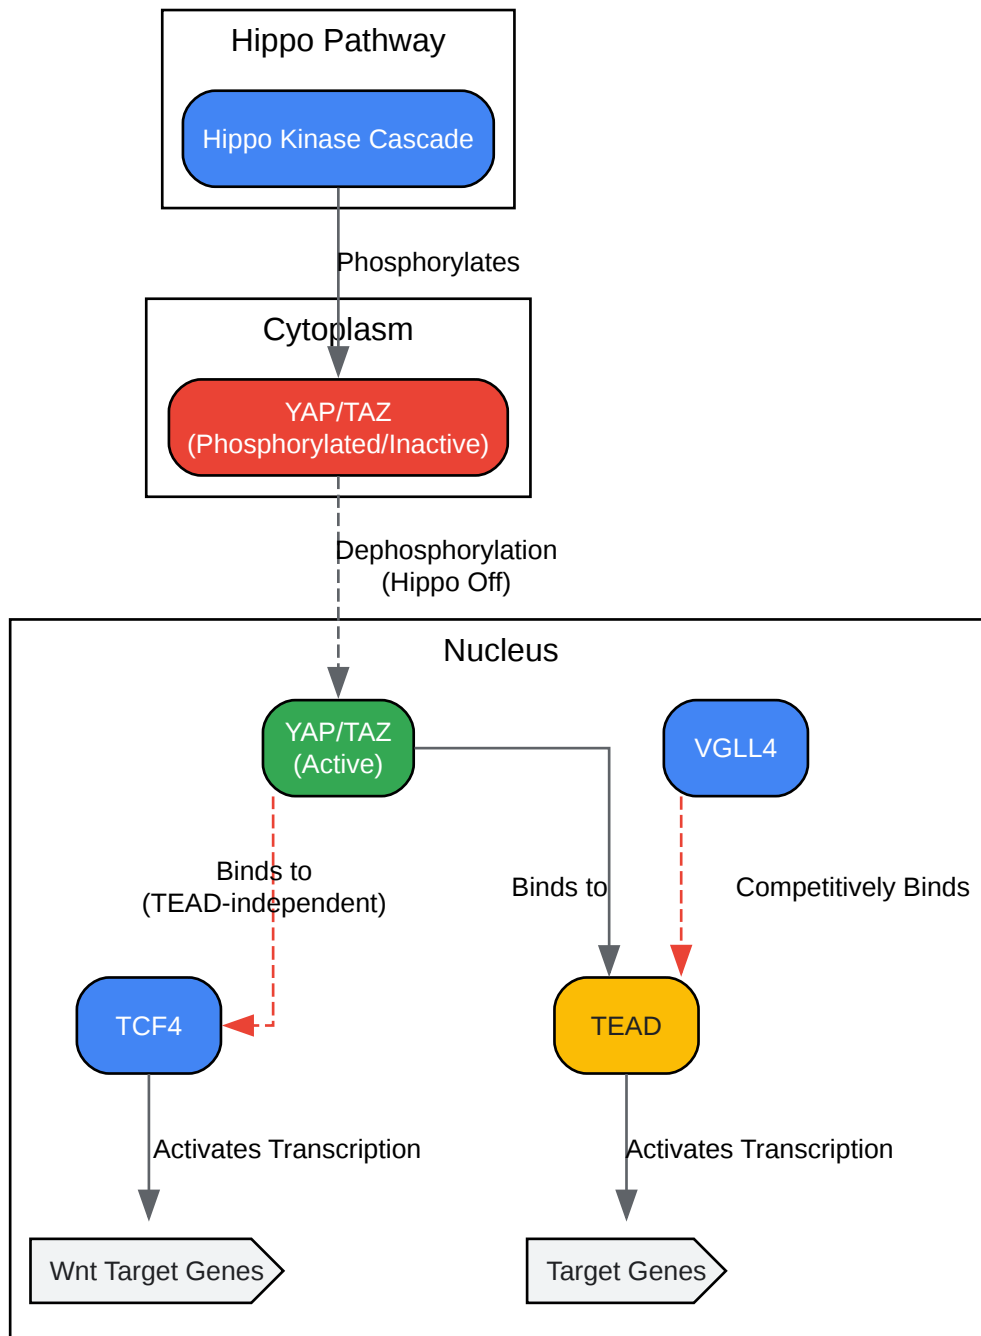 Hippo Pathway
Hippo Kinase Cascade
Phosphorylates
Cytoplasm
YAP/TAZ
(Phosphorylated/Inactive)
Dephosphorylation
(Hippo Off)
Nucleus
YAP/TAZ
(Active)
VGLL4
Binds to
(TEAD-independent)
Binds to
Competitively Binds
TCF4
TEAD
Activates Transcription
Activates Transcription
Wnt Target Genes
Target Genes